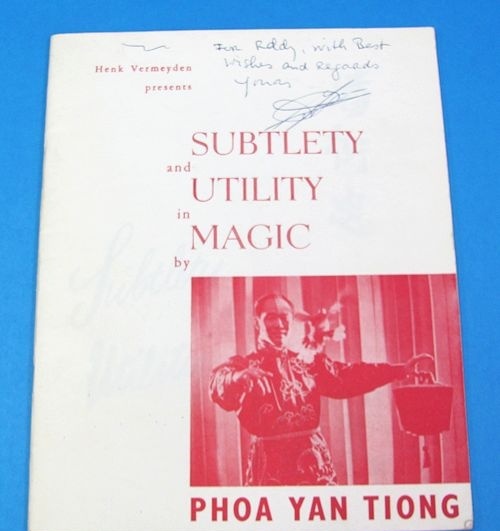 For Roldy, with Best
Wishes and Regards
Yours
Henk Vermeyden
presents
SUBTLETY
and UTILITY
in MAGIC
by
PHOA YAN TIONG